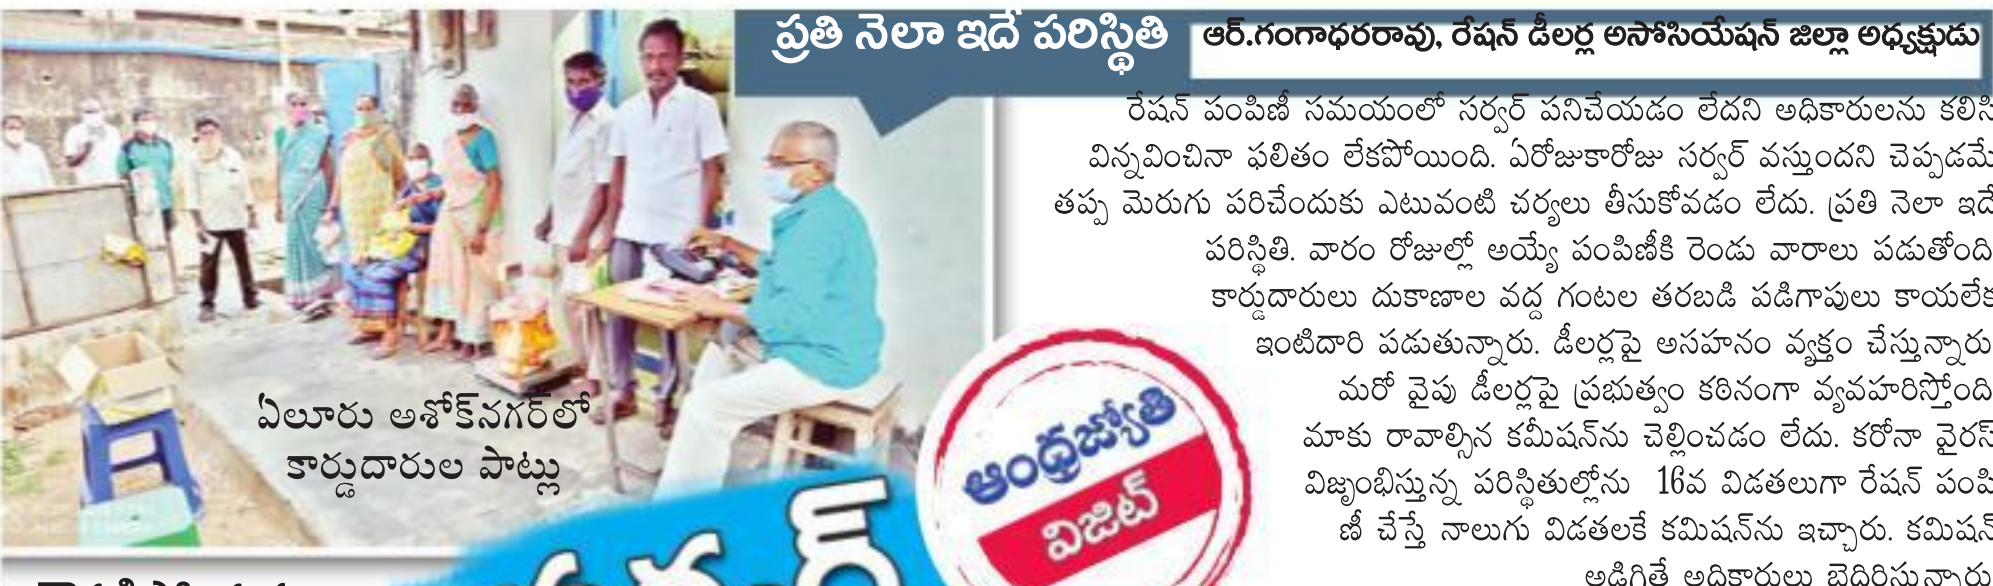 ప్రతి నెలా ఇదే పరిస్థితి
ఆర్.గంగాధరరావు, రేషన్ డీలర్ల అసోసియేషన్ జిల్లా అధ్యక్షుడు
రేషన్ పంపిణీ సమయంలో సర్వర్ పనిచేయడం లేదని అధికారులను కలిసి
విన్నవించినా ఫలితం లేకపోయింది. ఏరోజుకారోజు సర్వర్ వస్తుందని చెప్పడమే
తప్ప మెరుగు పరిచేందుకు ఎటువంటి చర్యలు తీసుకోవడం లేదు. ప్రతి నెలా ఇదే
పరిస్థితి. వారం రోజుల్లో అయ్యే పంపిణీకి రెండు వారాలు పడుతోంది
కార్డుదారులు దుకాణాల వద్ద గంటల తరబడి పడిగాపులు కాయలేక
ఇంటిదారి పడుతున్నారు. డీలర్లపై అసహనం వ్యక్తం చేస్తున్నారు
మరో వైపు డీలర్లపై ప్రభుత్వం కఠినంగా వ్యవహరిస్తోంది
మాకు రావాల్సిన కమీషన్‌ను చెల్లించడం లేదు. కరోనా వైరస్
విజృంభిస్తున్న పరిస్థితుల్లోను 16వ విడతలుగా రేషన్ పంపి
ణీ చేస్తే నాలుగు విడతలకే కమిషన్‌ను ఇచ్చారు. కమిషన్
అడిగితే అధికారులు బెదిరిస్తున్నారు
ఏలూరు అశోక్‌నగర్‌లో
కార్డుదారుల పాట్లు
ఆంధ్రజ్యోతి
విజిట్